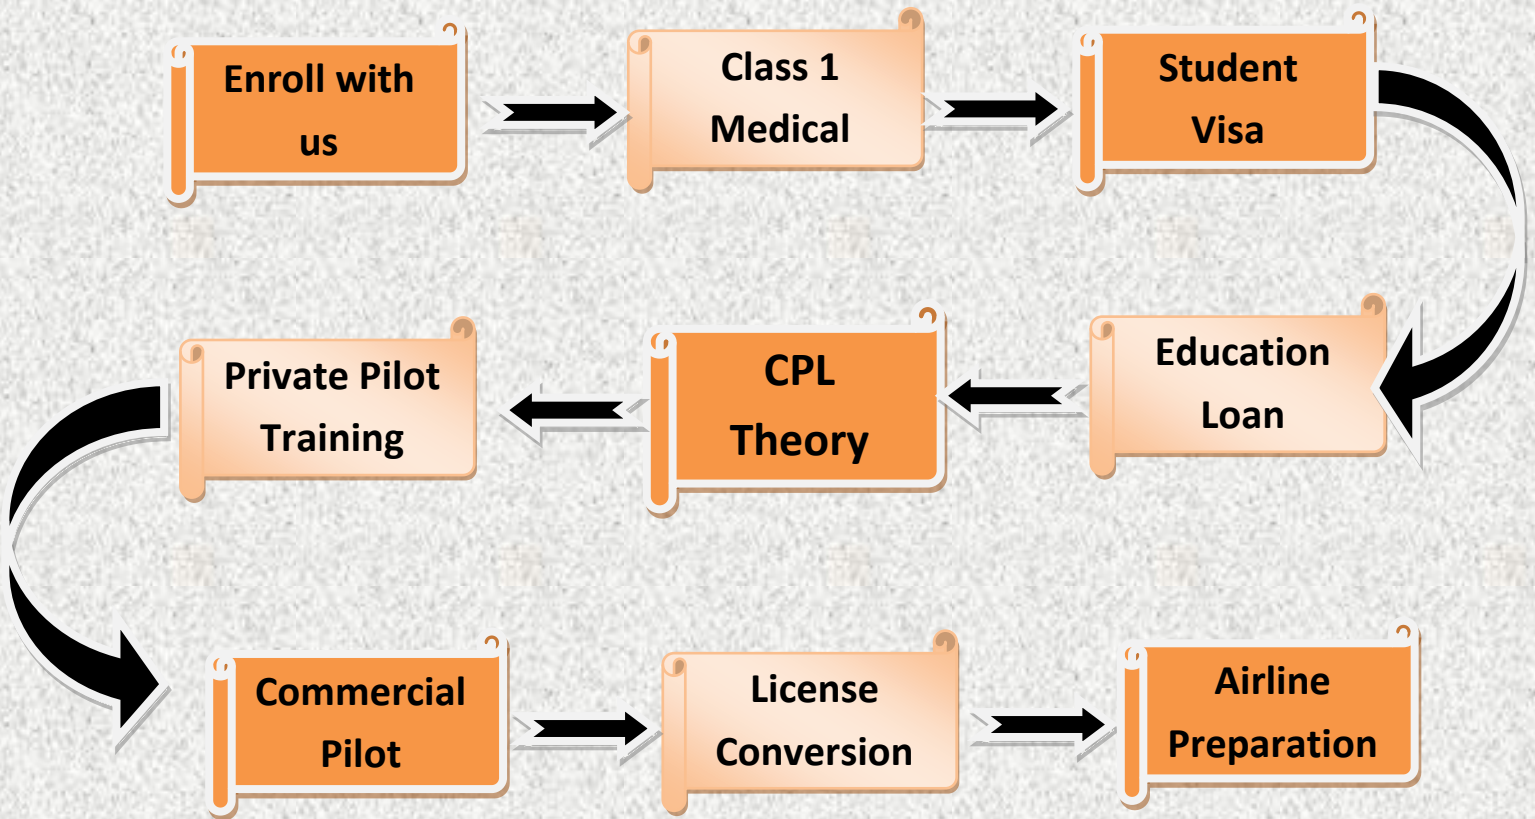 Enroll with
us
Class 1
Medical
Student
Visa
Education
Loan
CPL
Theory
Private Pilot
Training
Commercial
Pilot
License
Conversion
Airline
Preparation